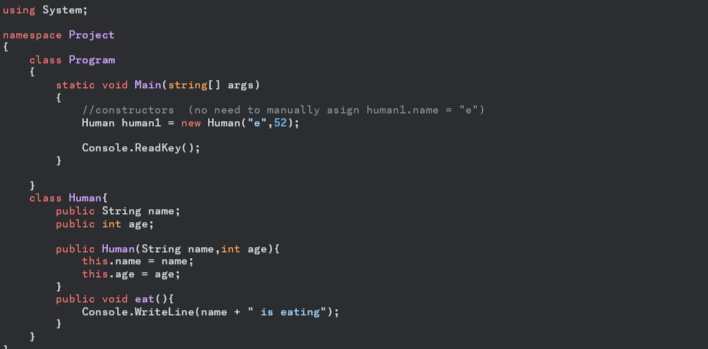 using System;
namespace Project
{
    class Program
    {
        static void Main(string[] args)
        {
            //constructors  (no need to manually asign human1.name = "e")
            Human human1 = new Human("e",52);

            Console.ReadKey();
        }

    }
    class Human{
        public String name;
        public int age;

        public Human(String name,int age){
            this.name = name;
            this.age = age;
        }
        public void eat(){
            Console.WriteLine(name + " is eating");
        }
    }
}